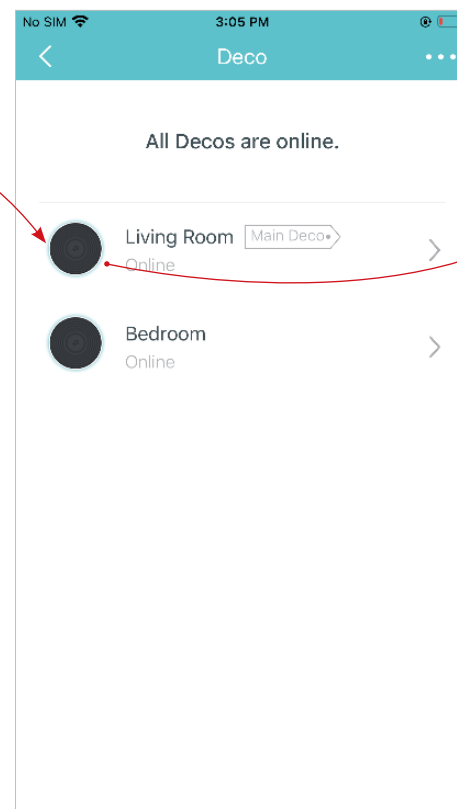 No SIM 3:05 PM
Deco
All Decos are online.
Living Room Main Deco
Online
Bedroom
Online